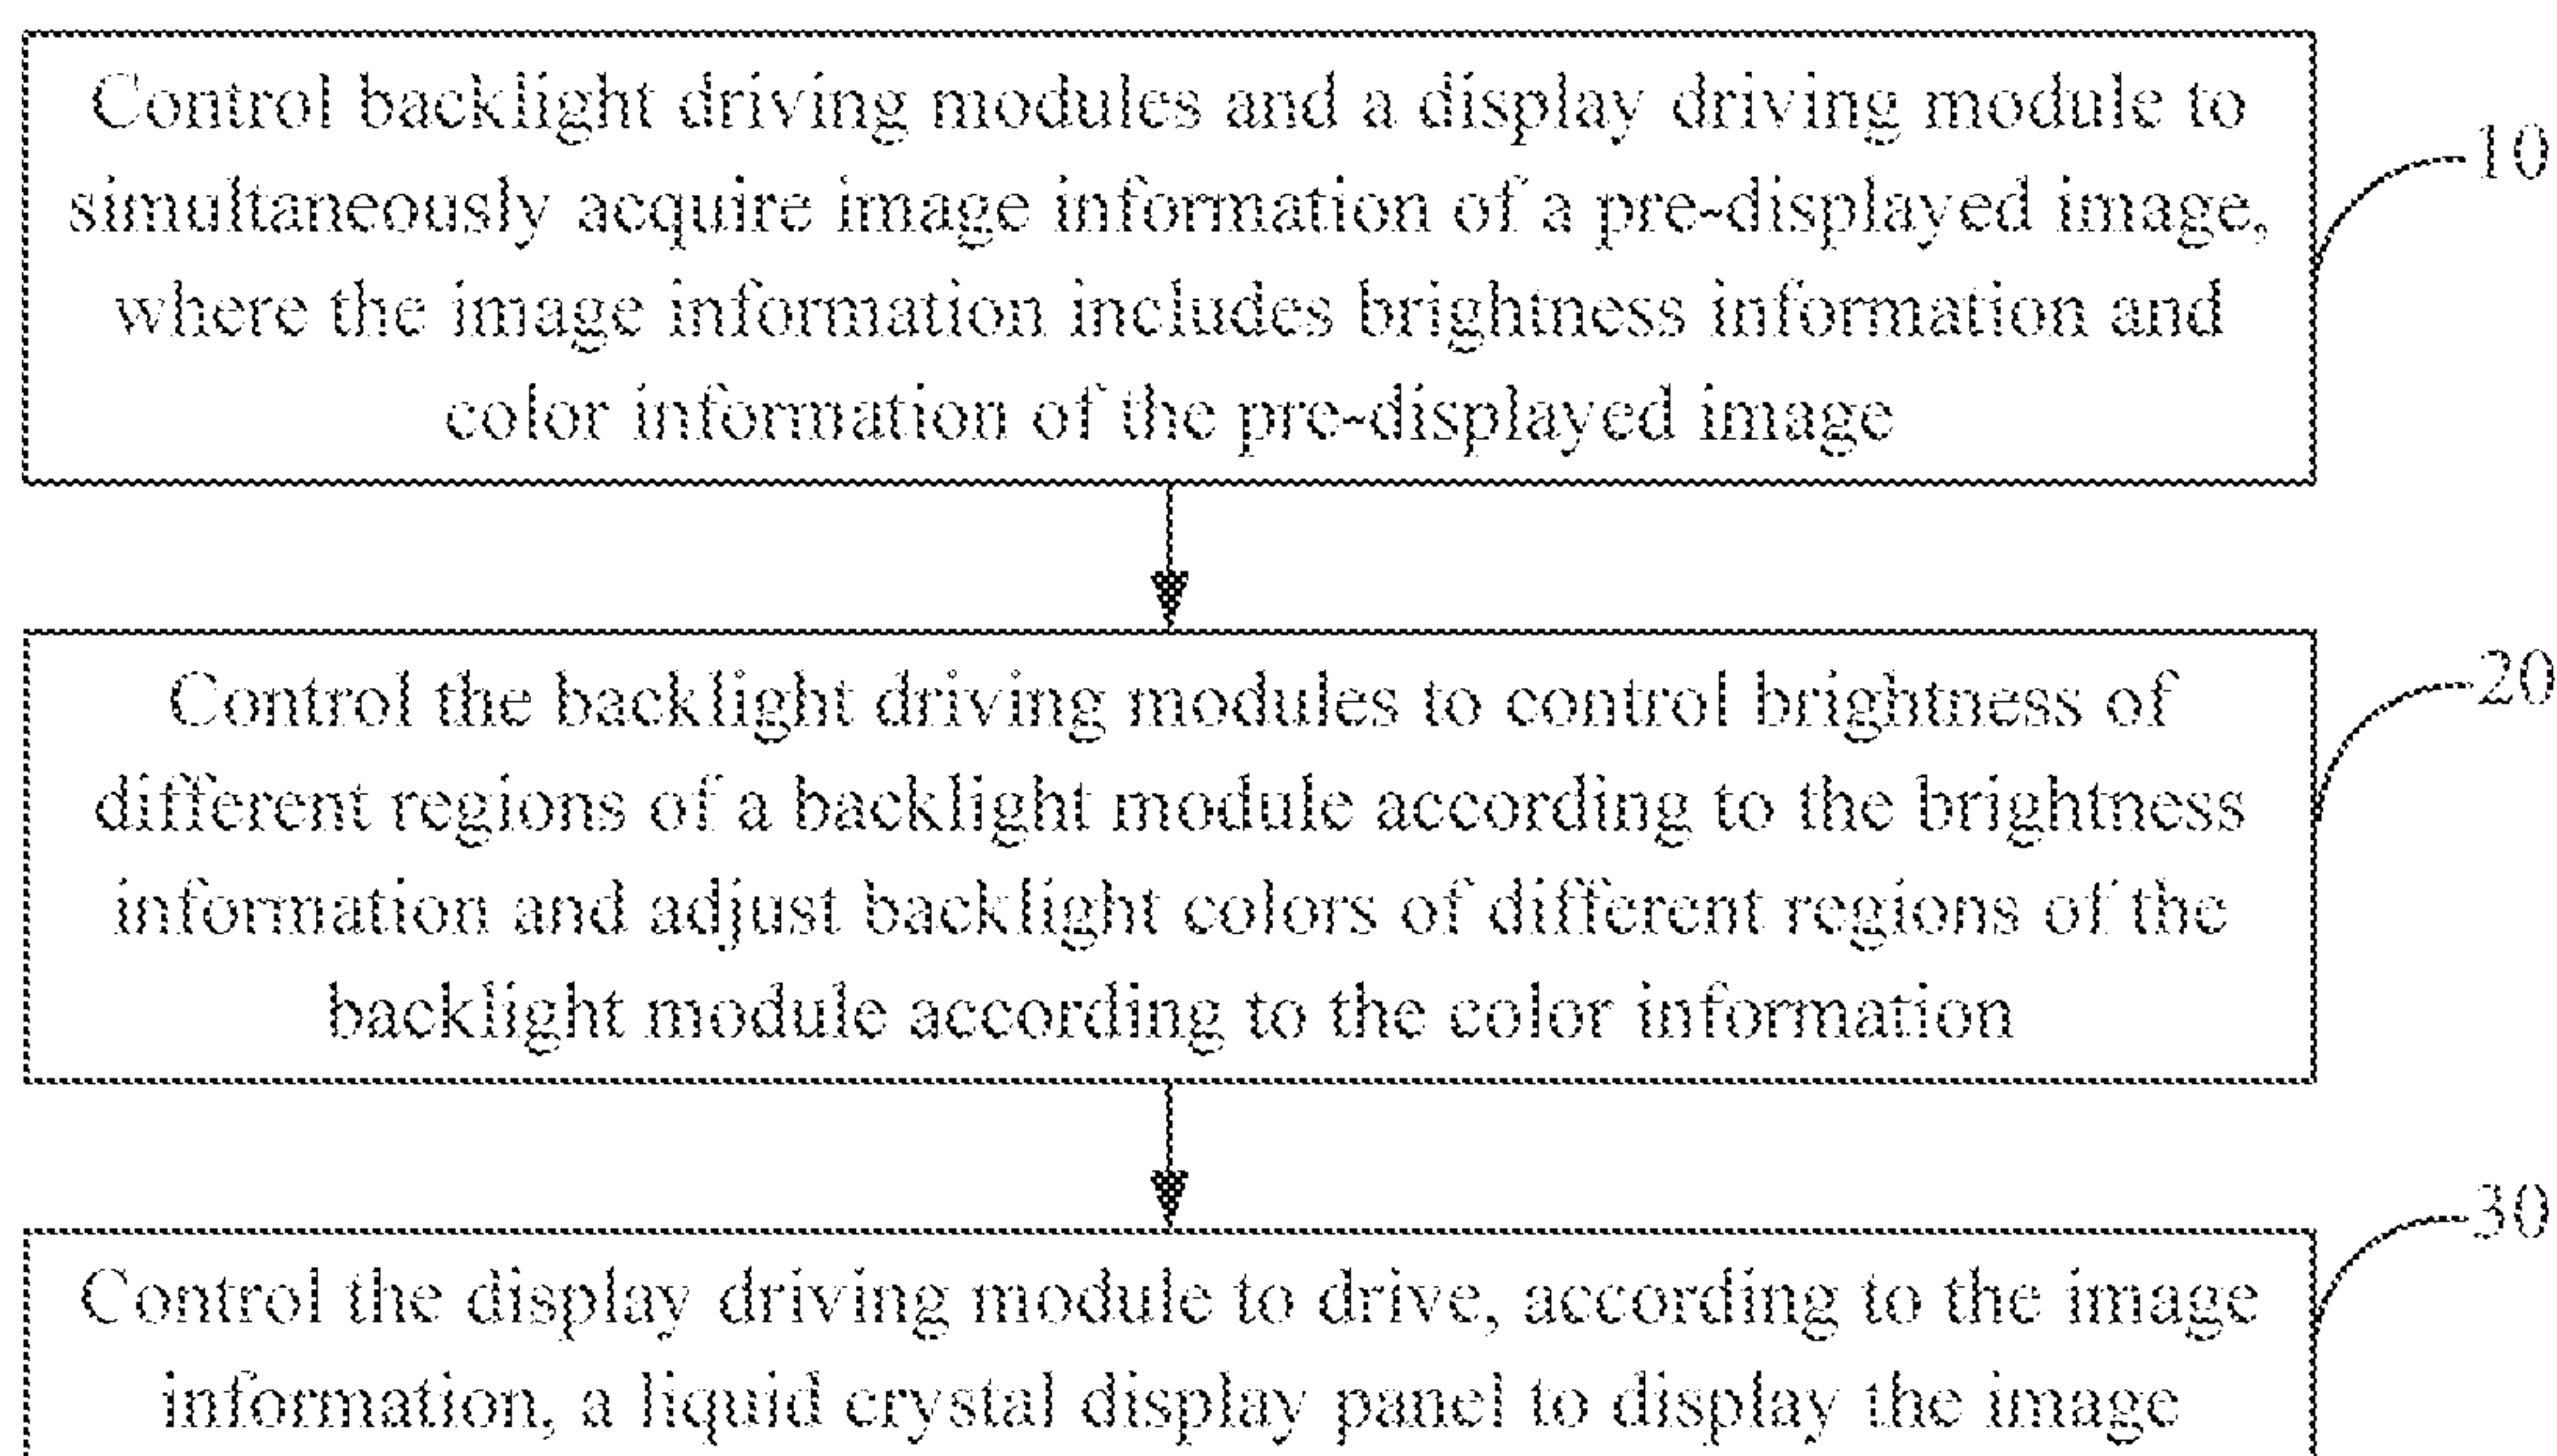 Control backlight driving modules and a display driving module to
simultaneously acquire image information of a pre-displayed image,
where the image information includes brightness information and
color information of the pre-displayed image
10
Control the backlight driving modules to control brightness of
different regions of a backlight module according to the brightness
information and adjust backlight colors of different regions of the
backlight module according to the color information
20
Control the display driving module to drive, according to the image
information, a liquid crystal display panel to display the image
30